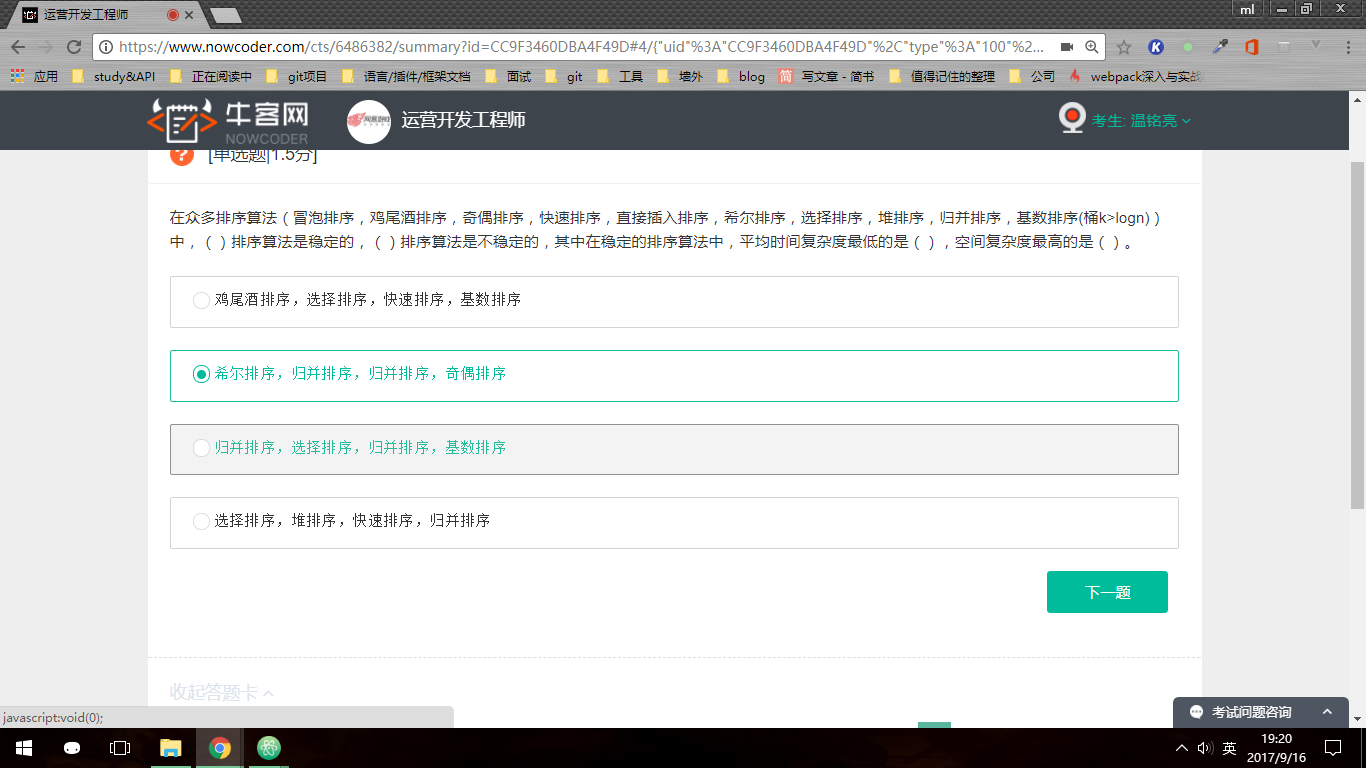 运营开发工程师
ml
https://www.nowcoder.com/cts/6486382/summary?id=CC9F3460DBA4F49D#4/{"uid"%3A"CC9F3460DBA4F49D"%2C"type"%3A"100"%2...
应用 study&API 正在阅读中 git项目 语言/插件/框架文档 面试 git 工具 墙外 blog 写文章 - 简书 值得记住的整理 公司 webpack深入与实战
牛客网
NOWCODER
运营开发工程师
考生: 温铭亮
[单选题|1.5分]
在众多排序算法（冒泡排序，鸡尾酒排序，奇偶排序，快速排序，直接插入排序，希尔排序，选择排序，堆排序，归并排序，基数排序(桶k>logn)）
中，（ ）排序算法是稳定的，（ ）排序算法是不稳定的，其中在稳定的排序算法中，平均时间复杂度最低的是（ ），空间复杂度最高的是（ ）。
鸡尾酒排序，选择排序，快速排序，基数排序
希尔排序，归并排序，归并排序，奇偶排序
归并排序，选择排序，归并排序，基数排序
选择排序，堆排序，快速排序，归并排序
下一题
收起答题卡
考试问题咨询
javascript:void(0);
英
19:20
2017/9/16